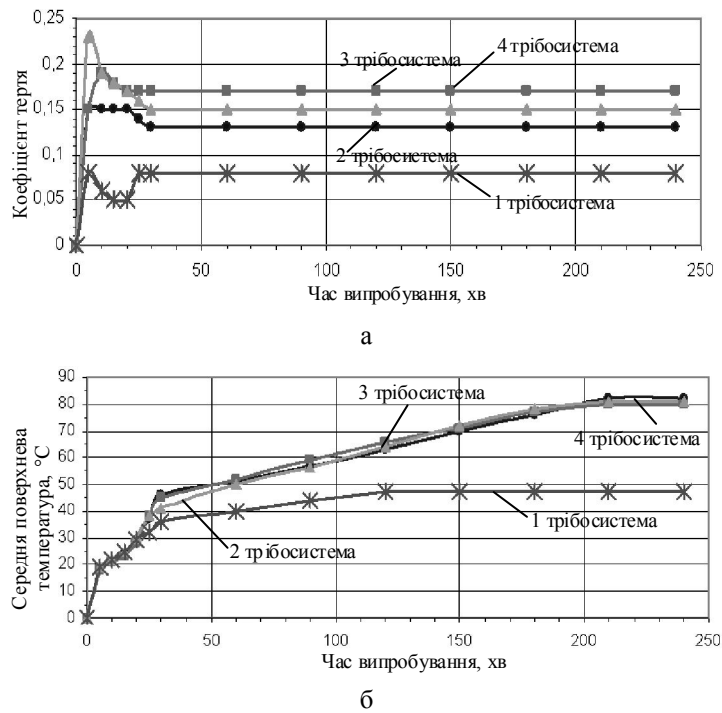 Коефіцієнт тертя
0,25
0,2
0,15
0,1
0,05
0
3 трібосистема
4 трібосистема
2 трібосистема
1 трібосистема
0 50 100 150 200 250
Час випробування, хв
а
Середня поверхнева
температура, °С
90
80
70
60
50
40
30
20
10
0
3 трібосистема
4 трібосистема
2 трібосистема
1 трібосистема
0 50 100 150 200 240
Час випробування, хв
б